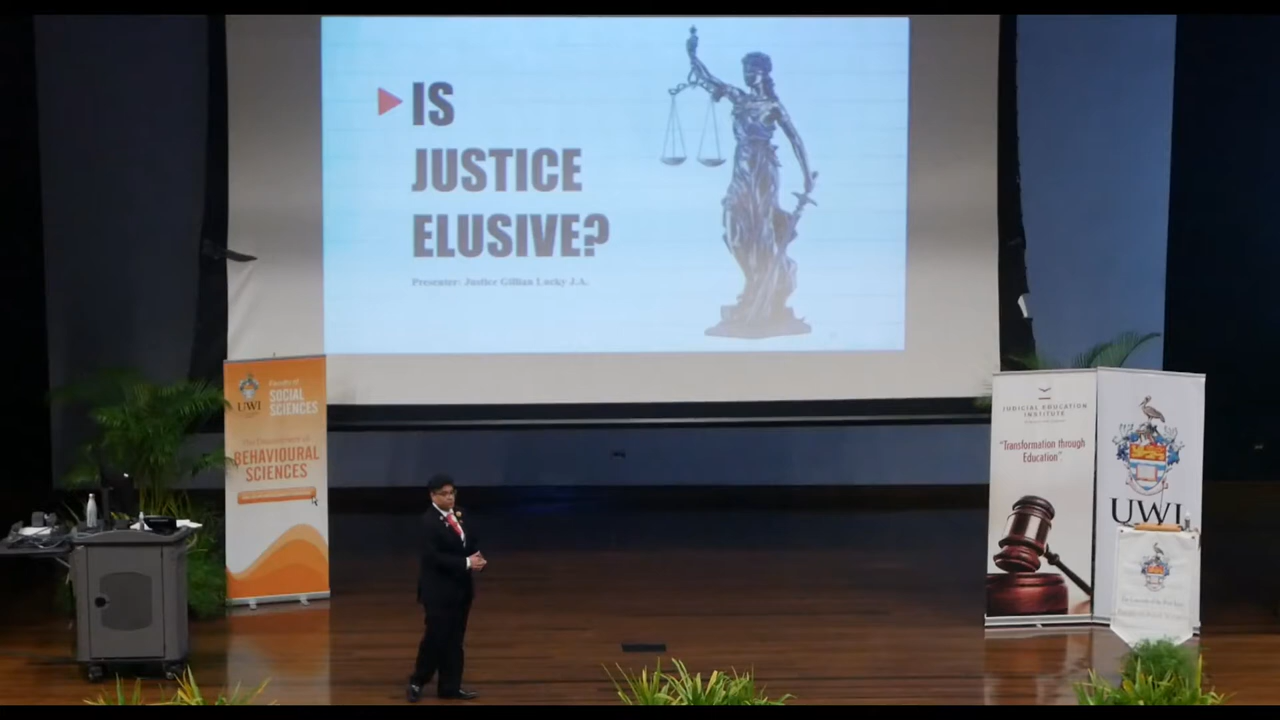 IS
JUSTICE
ELUSIVE?
Presenter: Justice Gillian Lucky J.A.
UWI
Faculty of
SOCIAL
SCIENCES
The Department of
BEHAVIOURAL
SCIENCES
JUDICIAL EDUCATION
INSTITUTE
"Transformation through
Education".
UWI